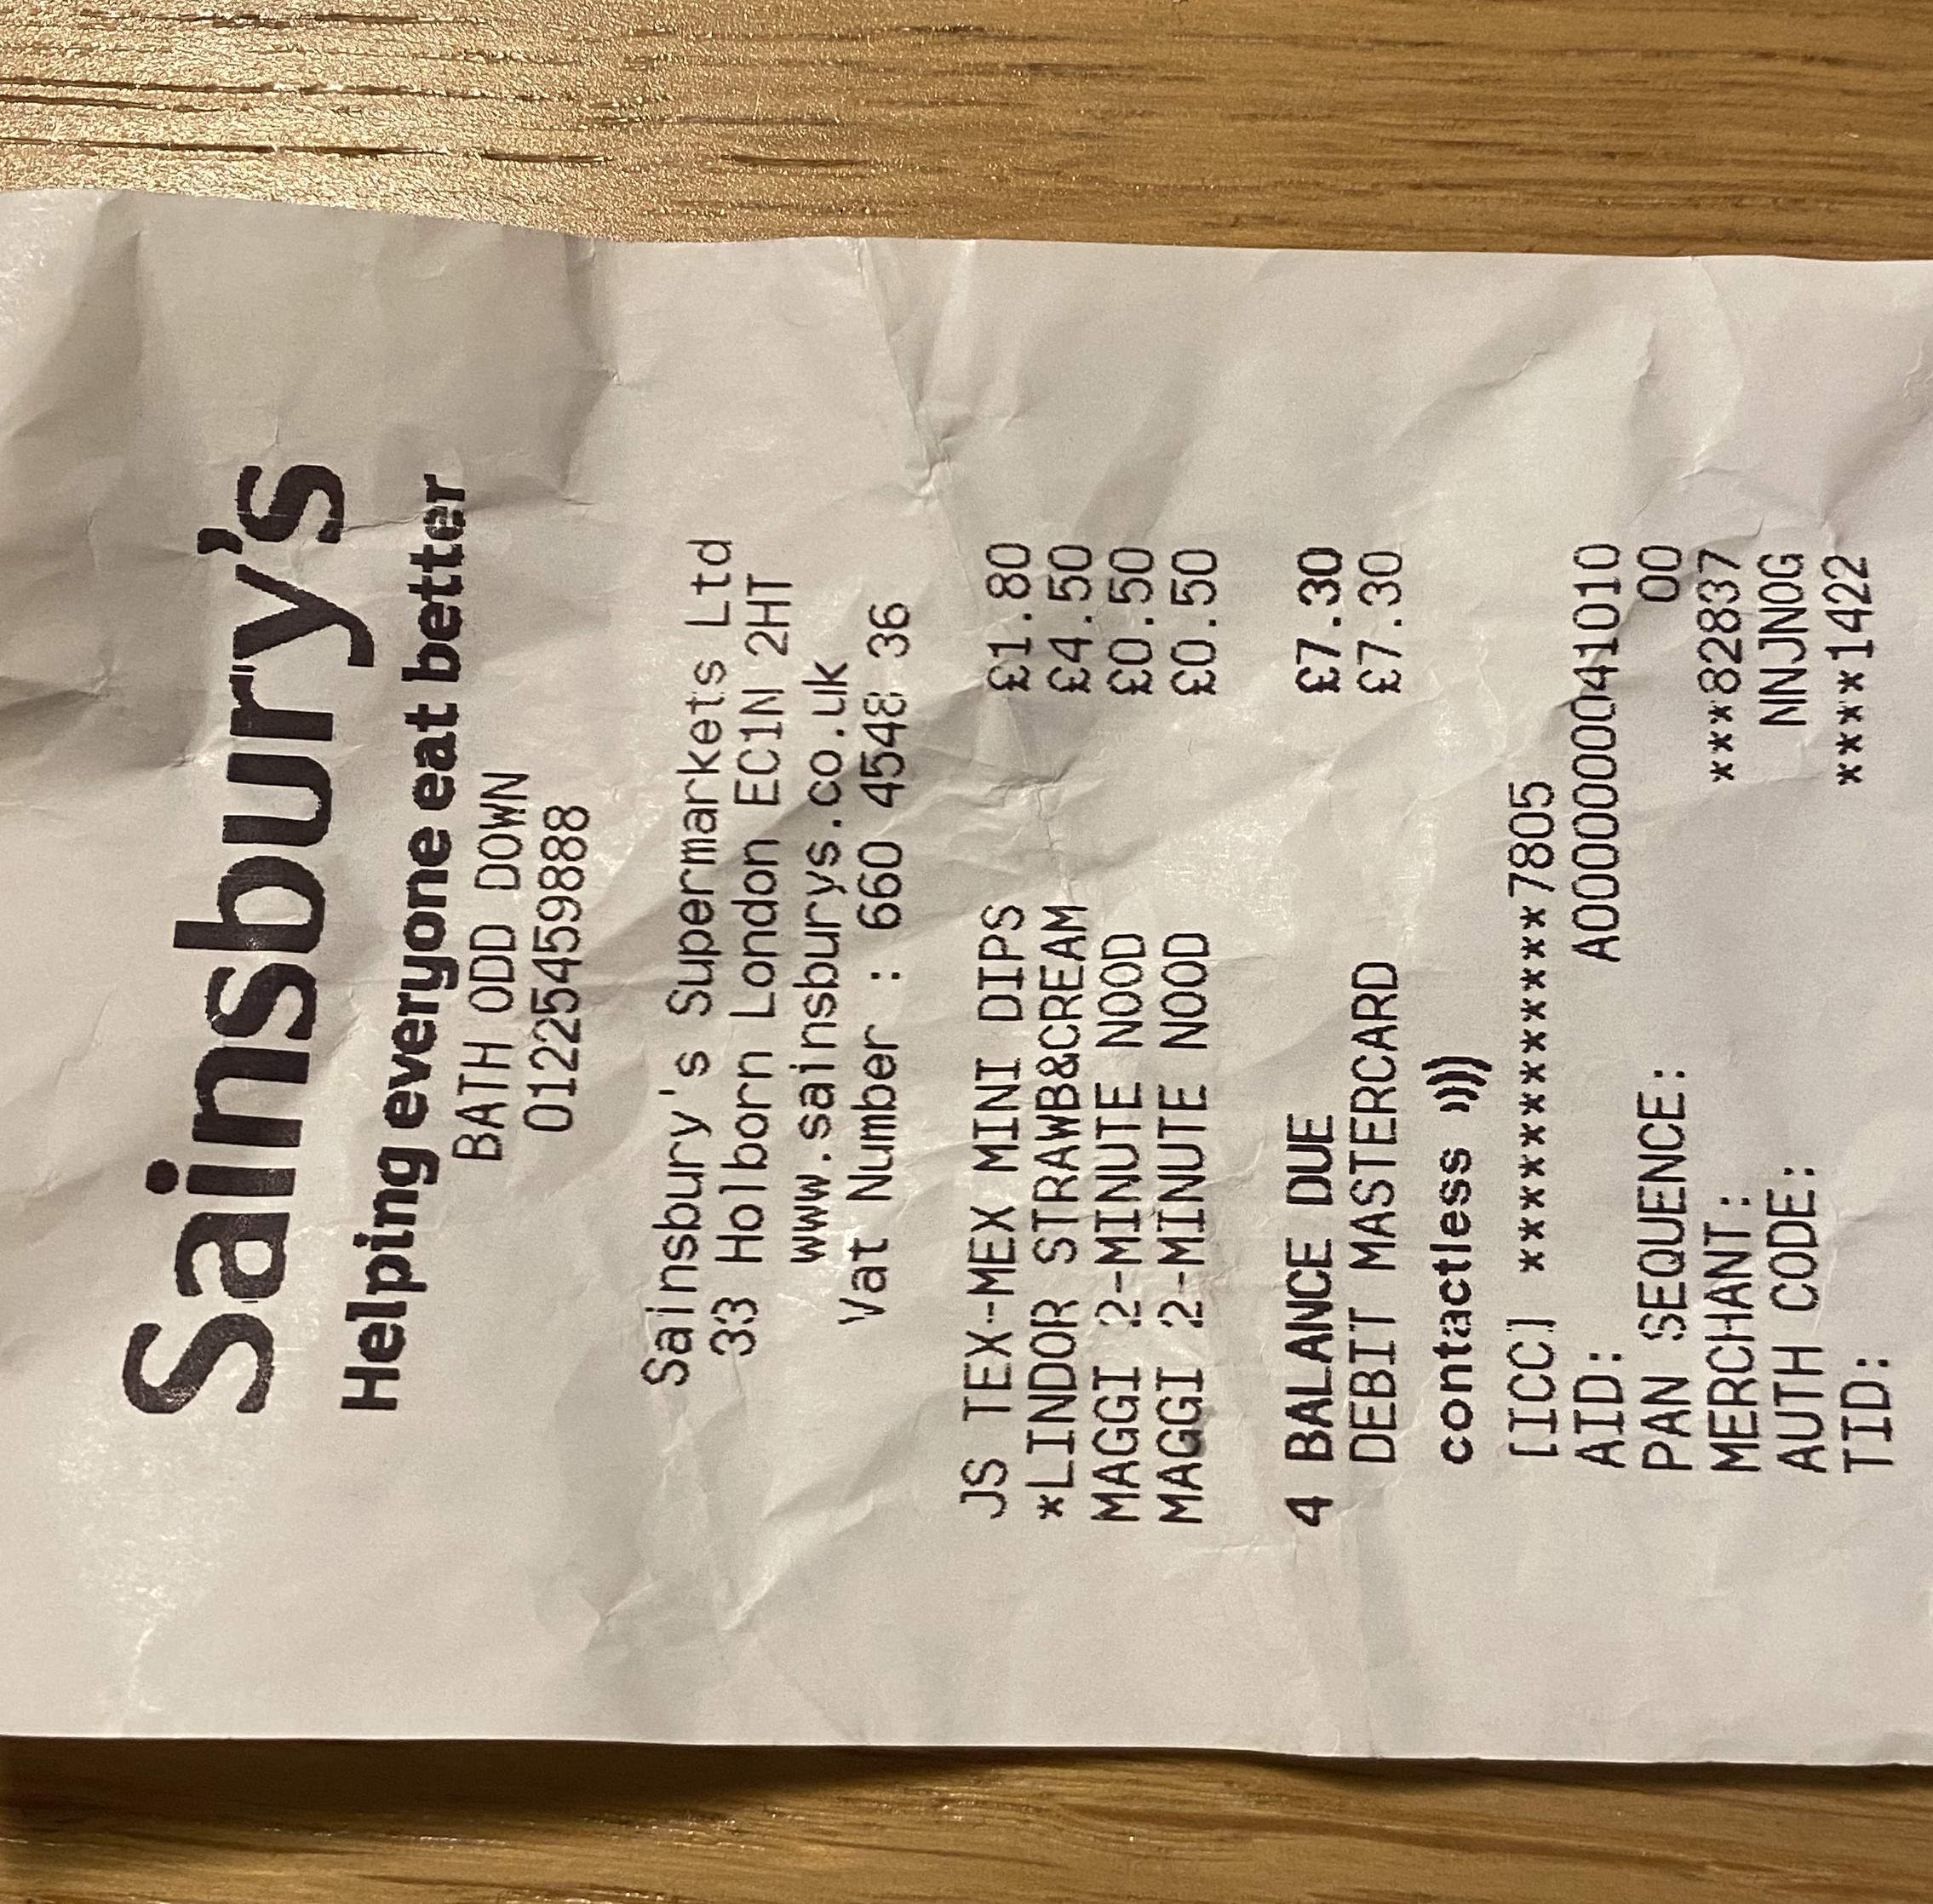 Sainsbury's
Helping everyone eat better
BATH ODD DOWN
01225459888
Sainsbury's Supermarkets Ltd
33 Holborn London EC1N 2HT
www.sainsburys.co.uk
Vat Number : 660 4548 36
JS TEX-MEX MINI DIPS £1.80
*LINDOR STRAWB&CREAM £4.50
MAGGI 2-MINUTE NOOD £0.50
MAGGI 2-MINUTE NOOD £0.50
4 BALANCE DUE £7.30
DEBIT MASTERCARD £7.30
contactless
[ICC] ************7805
AID: A0000000041010
PAN SEQUENCE: 00
MERCHANT: ***82837
AUTH CODE: NNJNOG
TID: ****1422